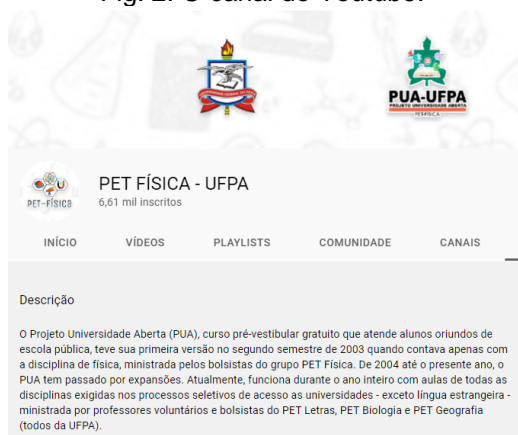 Fig. 2. O canal do Youtube.
PUA-UFPA
PROJETO UNIVERSIDADE ABERTA
PET-FÍSICA
PET-FÍSICA
PET FÍSICA - UFPA
6,61 mil inscritos
INÍCIO VÍDEOS PLAYLISTS COMUNIDADE CANAIS
Descrição
O Projeto Universidade Aberta (PUA), curso pré-vestibular gratuito que atende alunos oriundos de
escola pública, teve sua primeira versão no segundo semestre de 2003 quando contava apenas com
a disciplina de física, ministrada pelos bolsistas do grupo PET Física. De 2004 até o presente ano, o
PUA tem passado por expansões. Atualmente, funciona durante o ano inteiro com aulas de todas as
disciplinas exigidas nos processos seletivos de acesso as universidades - exceto língua estrangeira -
ministrada por professores voluntários e bolsistas do PET Letras, PET Biologia e PET Geografia
(todos da UFPA).